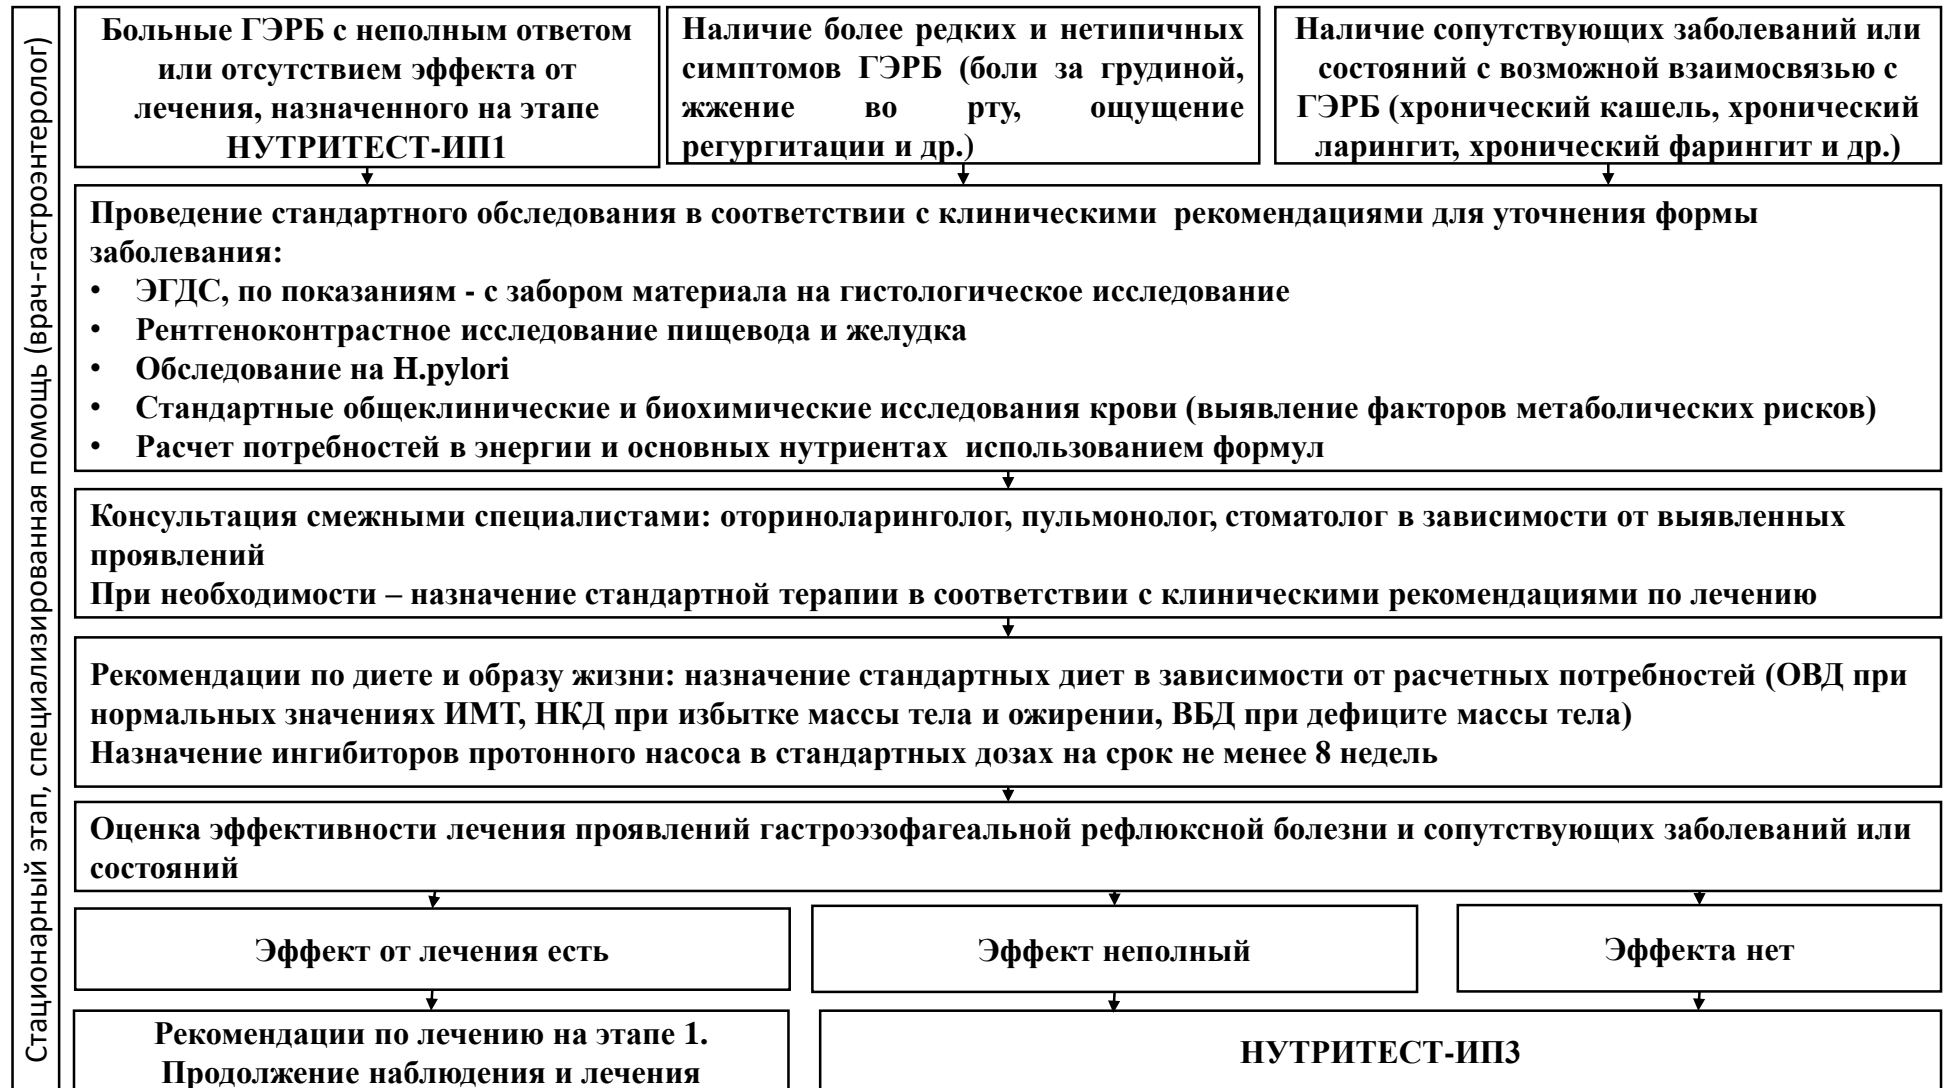 Стационарный этап, специализированная помощь (врач-гастроэнтеролог)
Больные ГЭРБ с неполным ответом
или отсутствием эффекта от
лечения, назначенного на этапе
НУТРИТЕСТ-ИП1
Наличие более редких и нетипичных
симптомов ГЭРБ (боли за грудиной,
жжение во рту, ощущение
регургитации и др.)
Наличие сопутствующих заболеваний или
состояний с возможной взаимосвязью с
ГЭРБ (хронический кашель, хронический
ларингит, хронический фарингит и др.)
Проведение стандартного обследования в соответствии с клиническими рекомендациями для уточнения формы
заболевания:
• ЭГДС, по показаниям - с забором материала на гистологическое исследование
• Рентгеноконтрастное исследование пищевода и желудка
• Обследование на H.pylori
• Стандартные общеклинические и биохимические исследования крови (выявление факторов метаболических рисков)
• Расчет потребностей в энергии и основных нутриентах использованием формул
Консультация смежными специалистами: оториноларинголог, пульмонолог, стоматолог в зависимости от выявленных
проявлений
При необходимости – назначение стандартной терапии в соответствии с клиническими рекомендациями по лечению
Рекомендации по диете и образу жизни: назначение стандартных диет в зависимости от расчетных потребностей (ОВД при
нормальных значениях ИМТ, НКД при избытке массы тела и ожирении, ВБД при дефиците массы тела)
Назначение ингибиторов протонного насоса в стандартных дозах на срок не менее 8 недель
Оценка эффективности лечения проявлений гастроэзофагеальной рефлюксной болезни и сопутствующих заболеваний или
состояний
Эффект от лечения есть
Эффект неполный
Эффекта нет
Рекомендации по лечению на этапе 1.
Продолжение наблюдения и лечения
НУТРИТЕСТ-ИП3